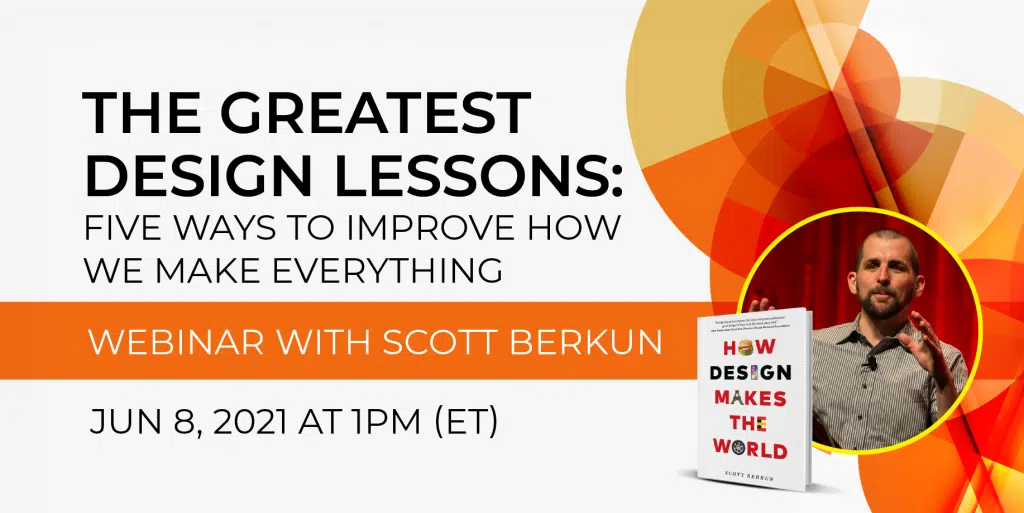 THE GREATEST
DESIGN LESSONS:
FIVE WAYS TO IMPROVE HOW
WE MAKE EVERYTHING
WEBINAR WITH SCOTT BERKUN
JUN 8, 2021 AT 1PM (ET)
HOW
DESIGN
MAKES
THE
WORLD
SCOTT BERKUN